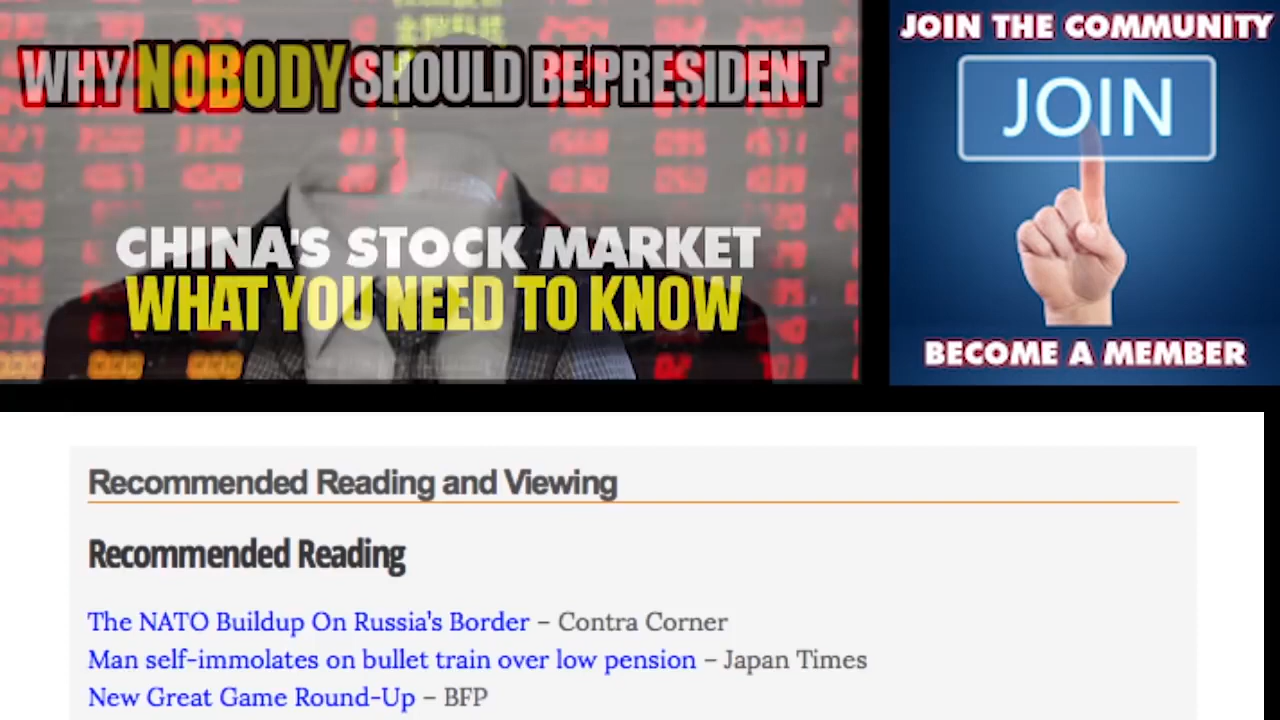 WHY NOBODY SHOULD BE PRESIDENT
CHINA'S STOCK MARKET
WHAT YOU NEED TO KNOW
JOIN THE COMMUNITY
JOIN
BECOME A MEMBER
Recommended Reading and Viewing
Recommended Reading
The NATO Buildup On Russia's Border – Contra Corner
Man self-immolates on bullet train over low pension – Japan Times
New Great Game Round-Up – BFP